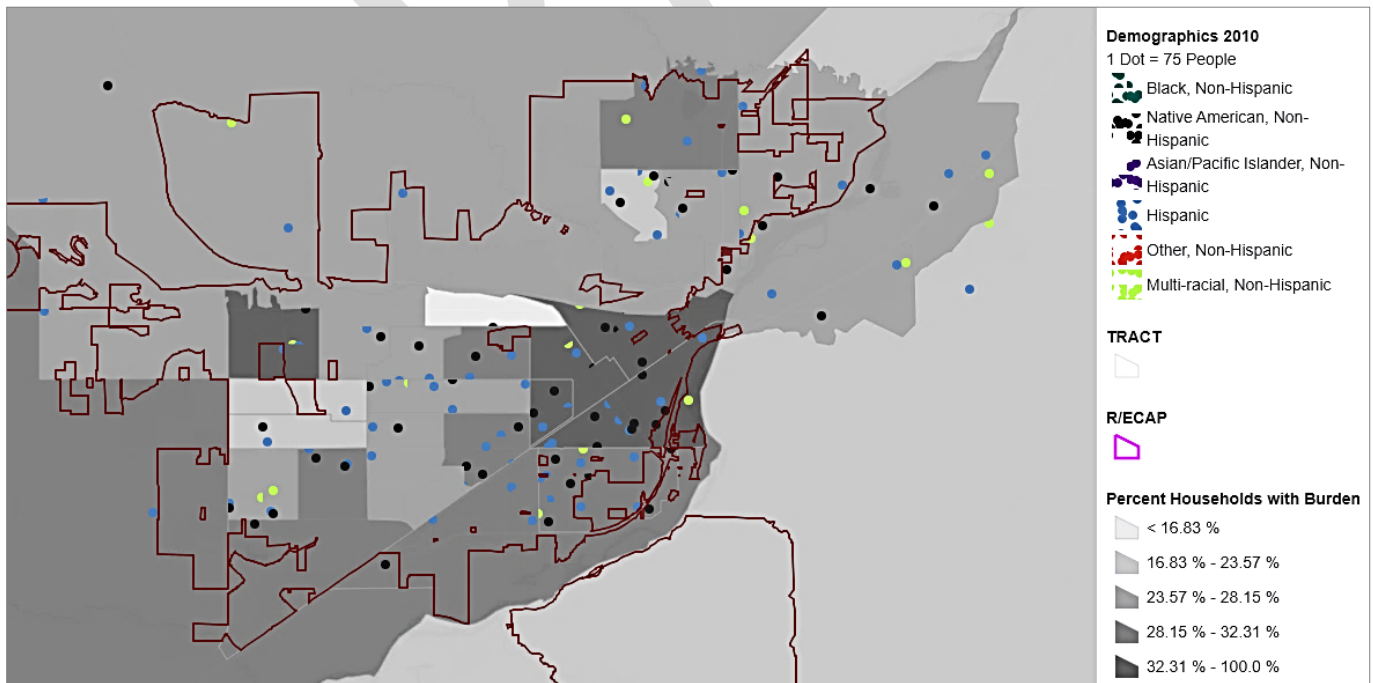 Demographics 2010
1 Dot = 75 People
Black, Non-Hispanic
Native American, Non-
Hispanic
Asian/Pacific Islander, Non-
Hispanic
Hispanic
Other, Non-Hispanic
Multi-racial, Non-Hispanic
TRACT
R/ECAP
Percent Households with Burden
< 16.83 %
16.83 % - 23.57 %
23.57 % - 28.15 %
28.15 % - 32.31 %
32.31 % - 100.0 %